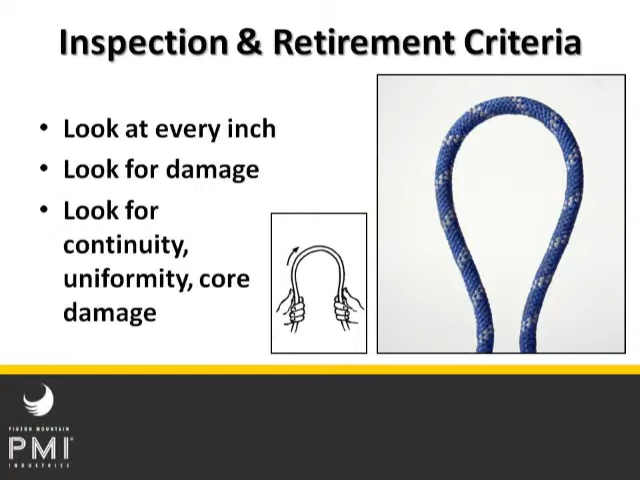 Inspection & Retirement Criteria
• Look at every inch
• Look for damage
• Look for
continuity,
uniformity, core
damage
PIGEON MOUNTAIN
PMI®
INDUSTRIES